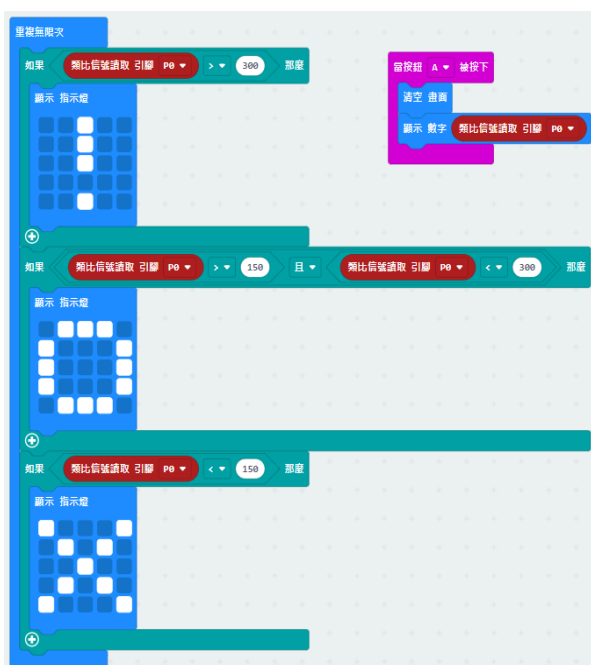 重複無限次
如果 類比信號讀取 引腳 P0 > 300 那麼
顯示 指示燈
當按鈕 A 被按下
清空 畫面
顯示 數字 類比信號讀取 引腳 P0
如果 類比信號讀取 引腳 P0 > 150 且 類比信號讀取 引腳 P0 < 300 那麼
顯示 指示燈
如果 類比信號讀取 引腳 P0 < 150 那麼
顯示 指示燈